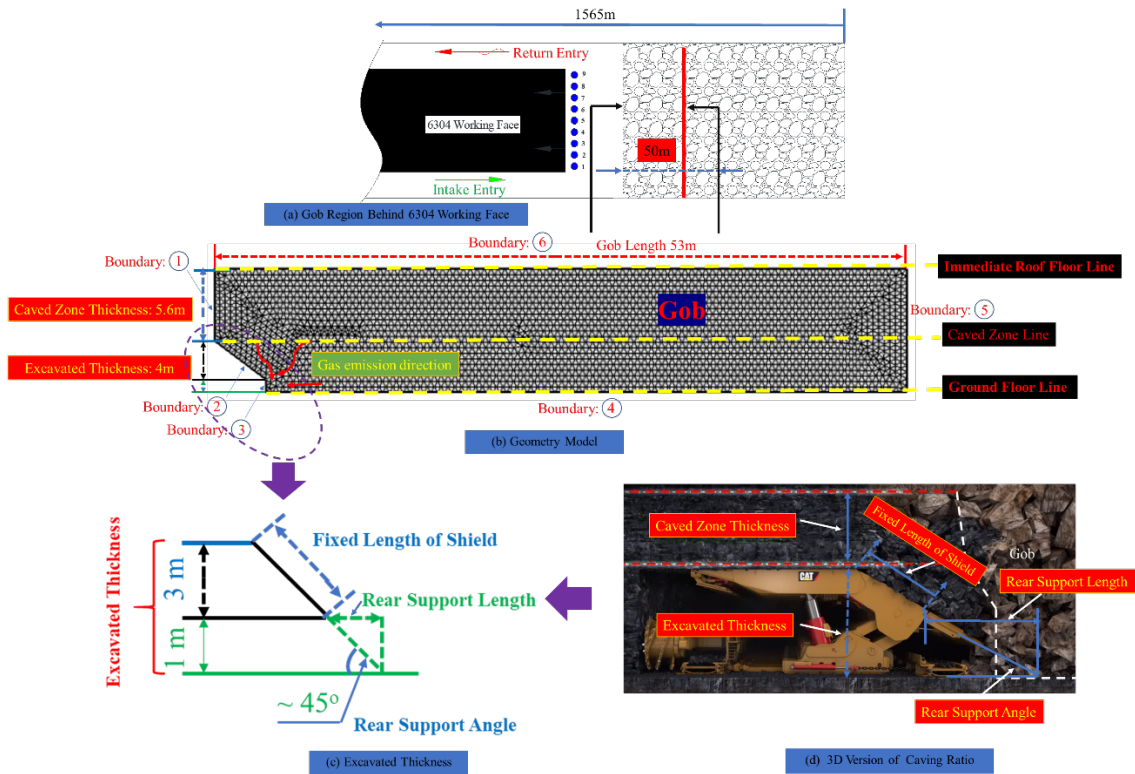 1565m
Return Entry
9
8
7
6
5
4
3
2
1
6304 Working Face
50m
Intake Entry
(a) Gob Region Behind 6304 Working Face
Boundary: 6
Gob Length 53m
Boundary: 1
Immediate Roof Floor Line
Caved Zone Thickness: 5.6m
Gob
Boundary: 5
Caved Zone Line
Excavated Thickness: 4m
Gas emission direction
Ground Floor Line
Boundary: 2
Boundary: 3
Boundary: 4
(b) Geometry Model
Excavated Thickness
3 m
1 m
Fixed Length of Shield
Rear Support Length
~ 45°
Rear Support Angle
(c) Excavated Thickness
Caved Zone Thickness
Fixed Length of Shield
Gob
Rear Support Length
CAT
Excavated Thickness
Rear Support Angle
(d) 3D Version of Caving Ratio